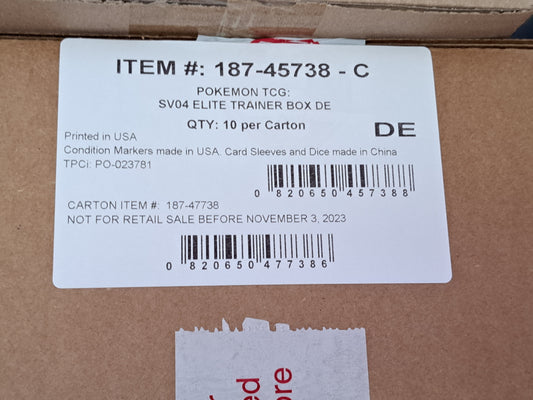 ITEM #: 187-45738 - C
POKEMON TCG:
SV04 ELITE TRAINER BOX DE
QTY: 10 per Carton
DE
Printed in USA
Condition Markers made in USA. Card Sleeves and Dice made in China
TPCi: PO-023781
0 820650 457388
CARTON ITEM #: 187-47738
NOT FOR RETAIL SALE BEFORE NOVEMBER 3, 2023
0 820650 477386